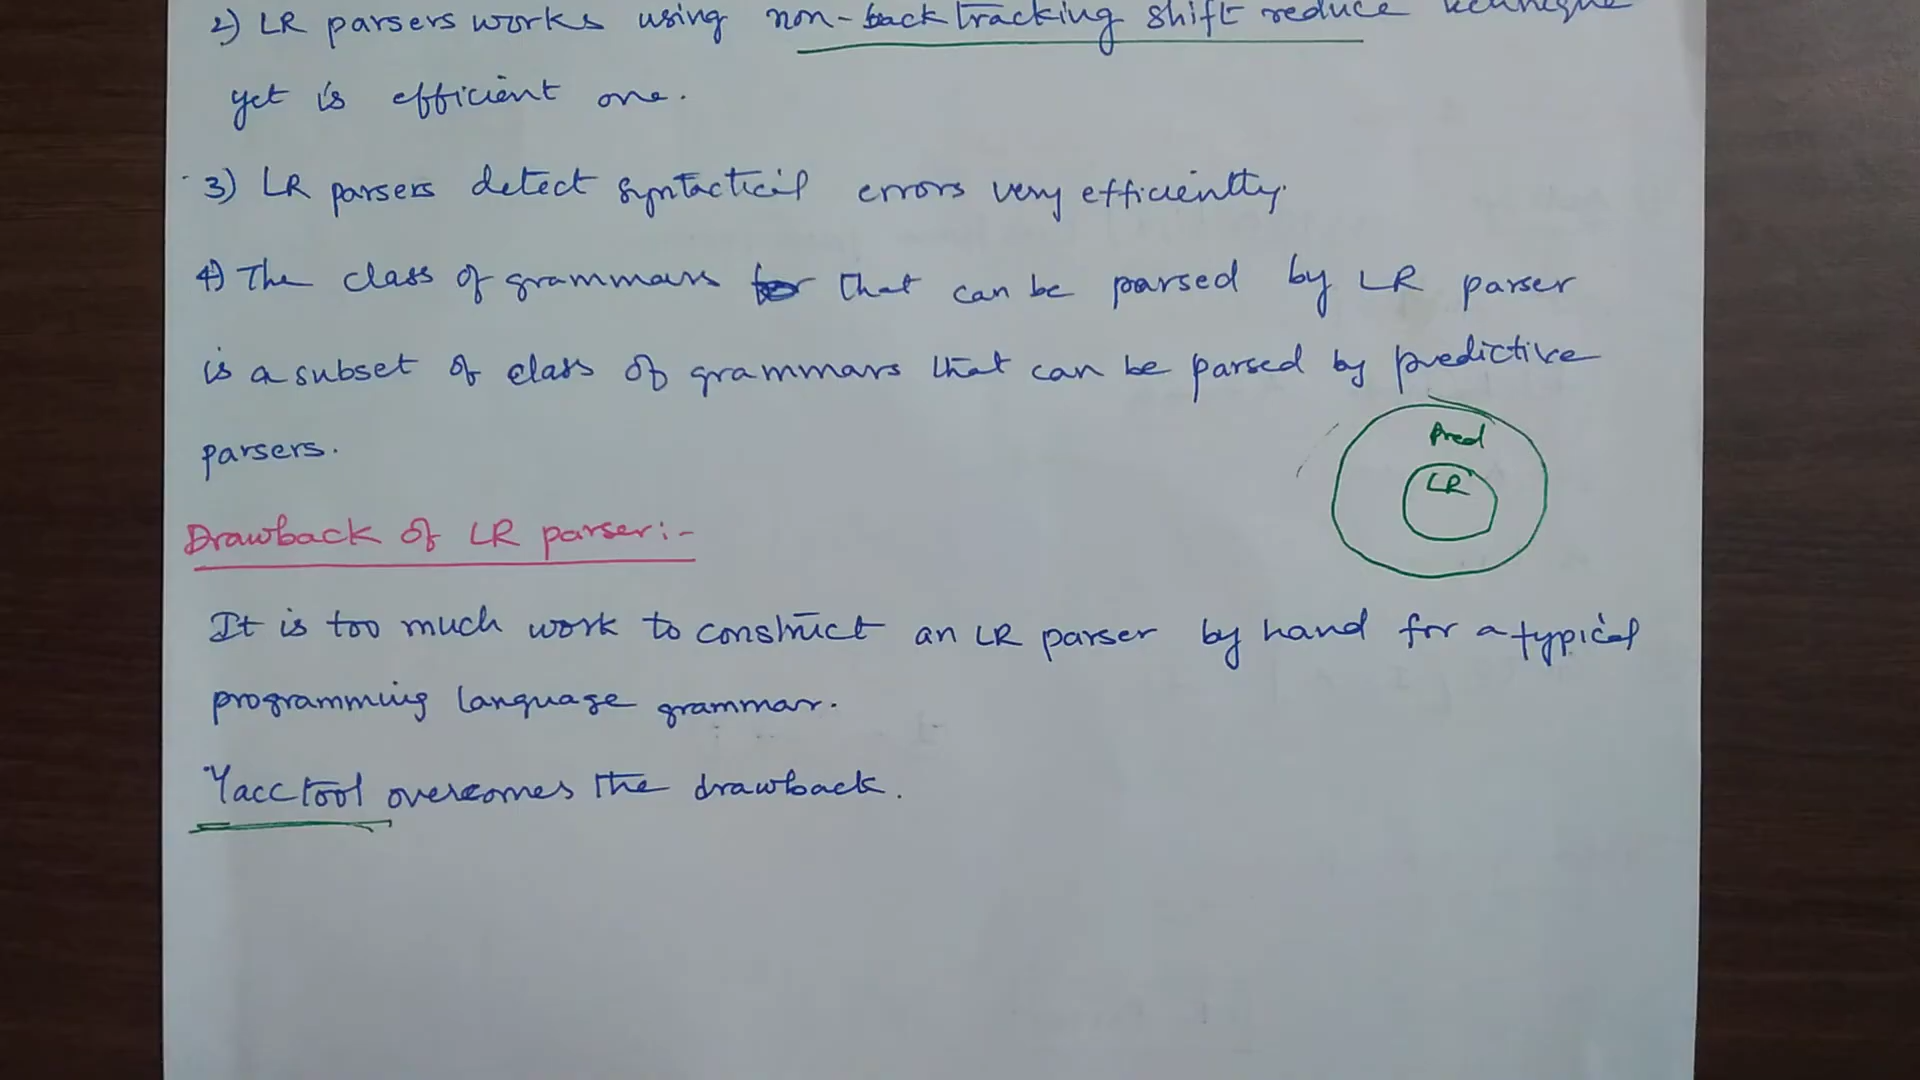 2) LR parsers works using non-backtracking shift reduce technique
yet is efficient one.
3) LR parsers detect syntactical errors very efficiently.
4) The class of grammars that can be parsed by LR parser
is a subset of class of grammars that can be parsed by predictive
parsers.
Pred
LR
Drawback of LR parser:-
It is too much work to construct an LR parser by hand for a typical
programming language grammar.
Yacc tool overcomes the drawback.